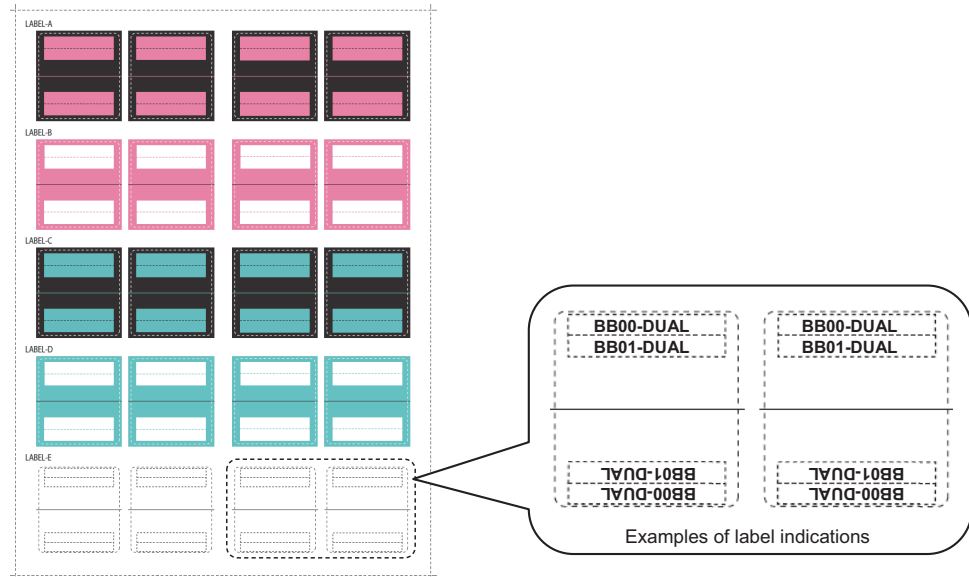 LABEL-A
LABEL-B
LABEL-C
LABEL-D
LABEL-E
BB00-DUAL
BB01-DUAL
BB01-DUAL
BB00-DUAL
BB00-DUAL
BB01-DUAL
BB01-DUAL
BB00-DUAL
Examples of label indications